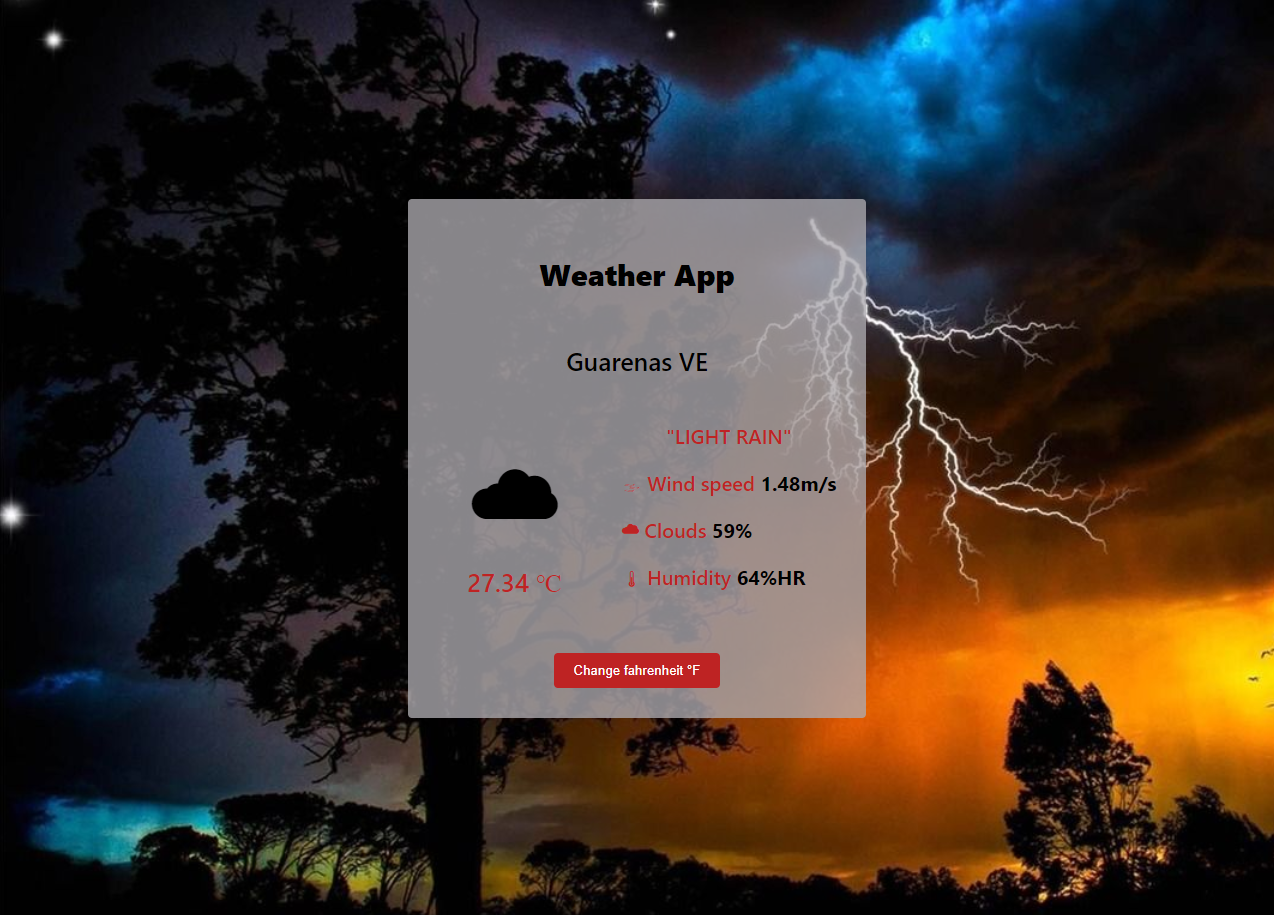 Weather App
Guarenas VE
"LIGHT RAIN"
Wind speed 1.48m/s
Clouds 59%
27.34 °C
Humidity 64%HR
Change fahrenheit °F